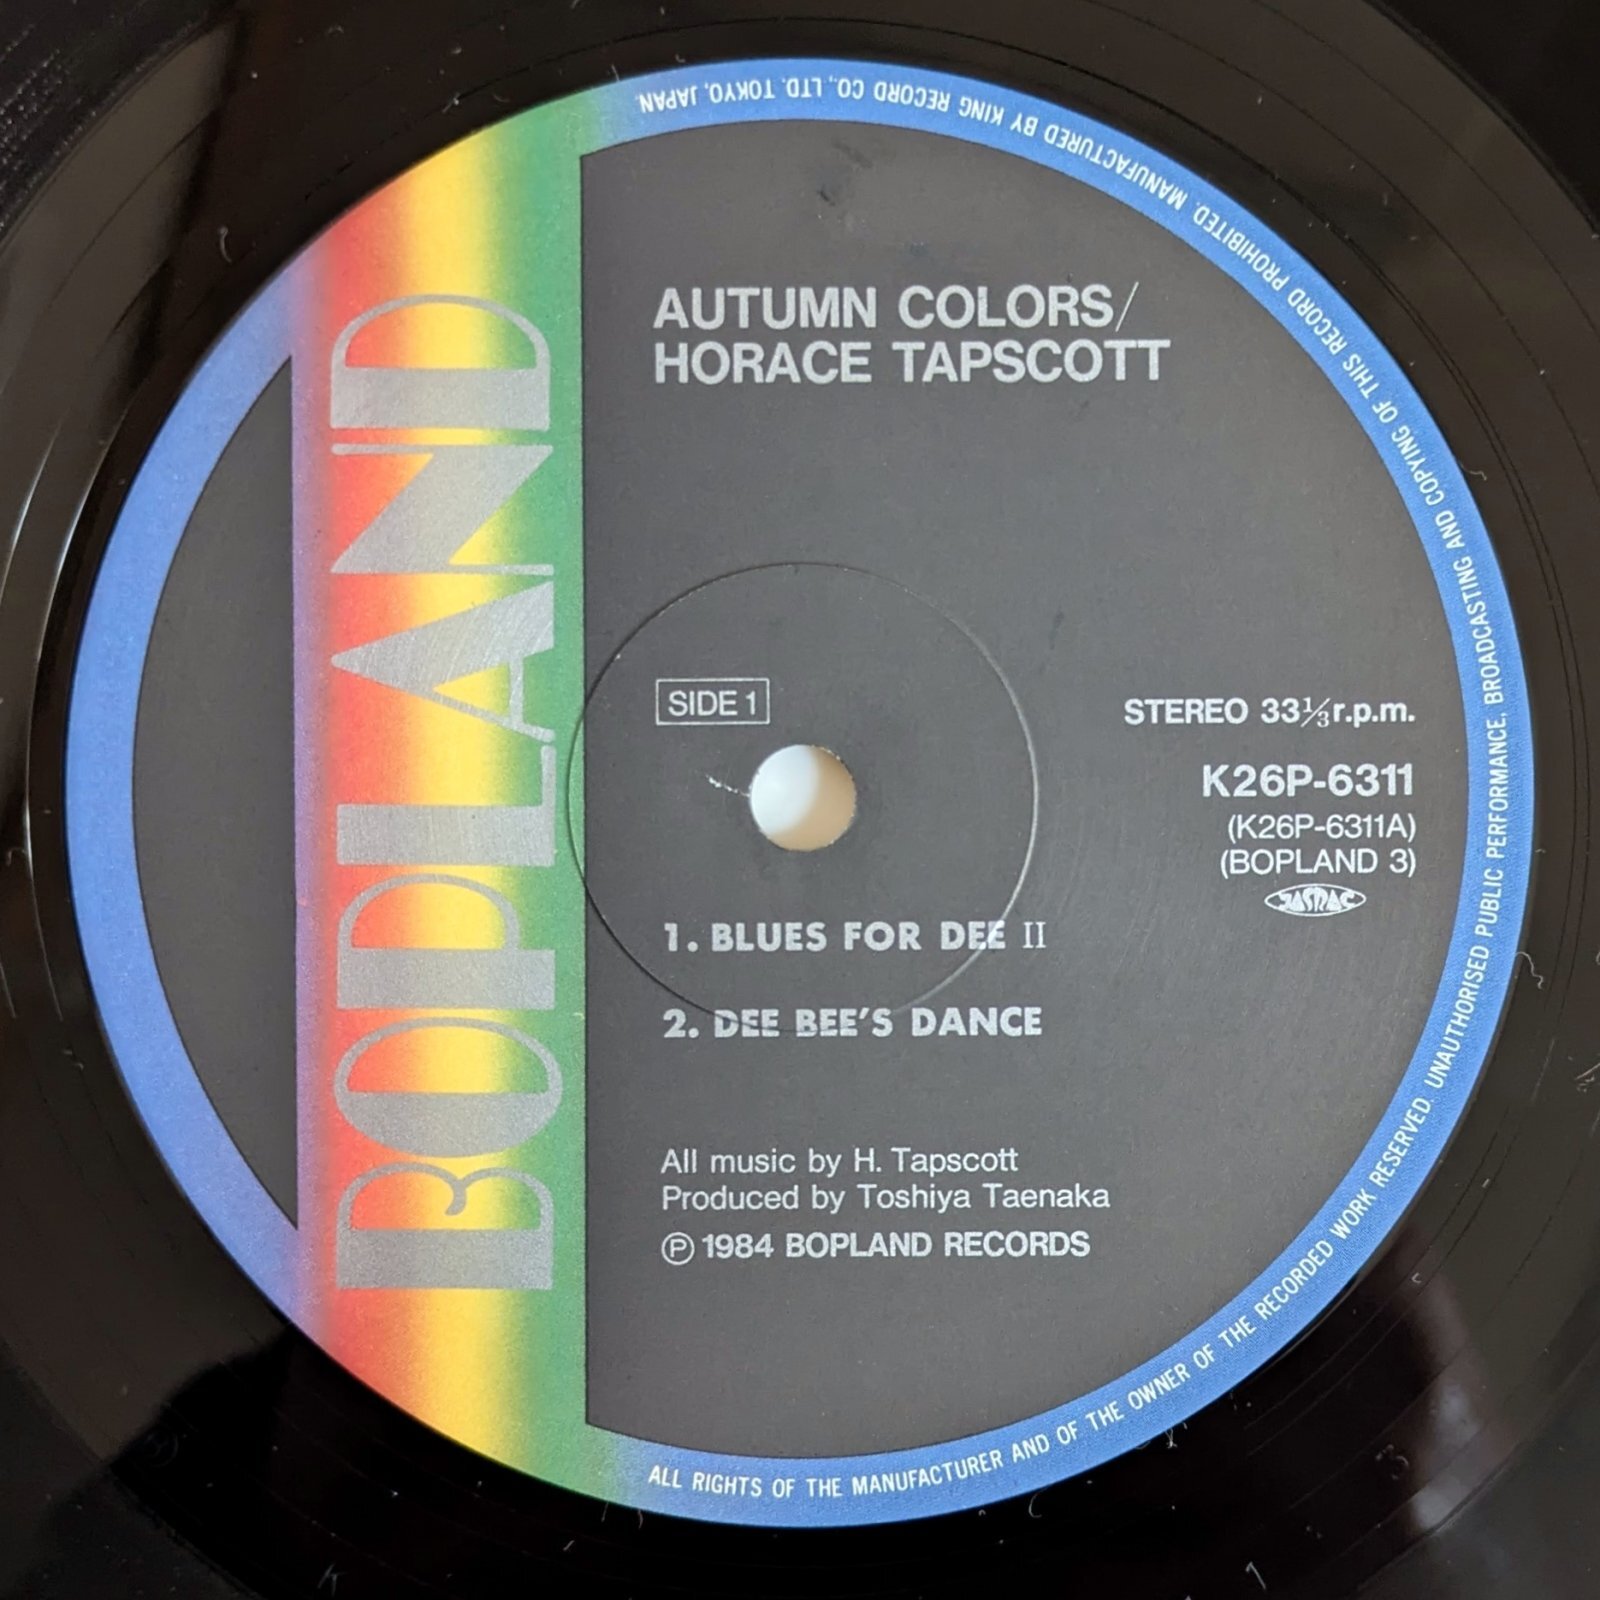 BOPLAND
AUTUMN COLORS/
HORACE TAPSCOTT
SIDE 1
STEREO 33⅓r.p.m.
K26P-6311
(K26P-6311A)
(BOPLAND 3)
JASRAC
1. BLUES FOR DEE II
2. DEE BEE'S DANCE
All music by H. Tapscott
Produced by Toshiya Taenaka
Ⓟ 1984 BOPLAND RECORDS
ALL RIGHTS OF THE MANUFACTURER AND OF THE OWNER OF THE RECORDED WORK RESERVED. UNAUTHORISED PUBLIC PERFORMANCE, BROADCASTING AND COPYING OF THIS RECORD PROHIBITED. MANUFACTURED BY KING RECORD CO., LTD. TOKYO, JAPAN.